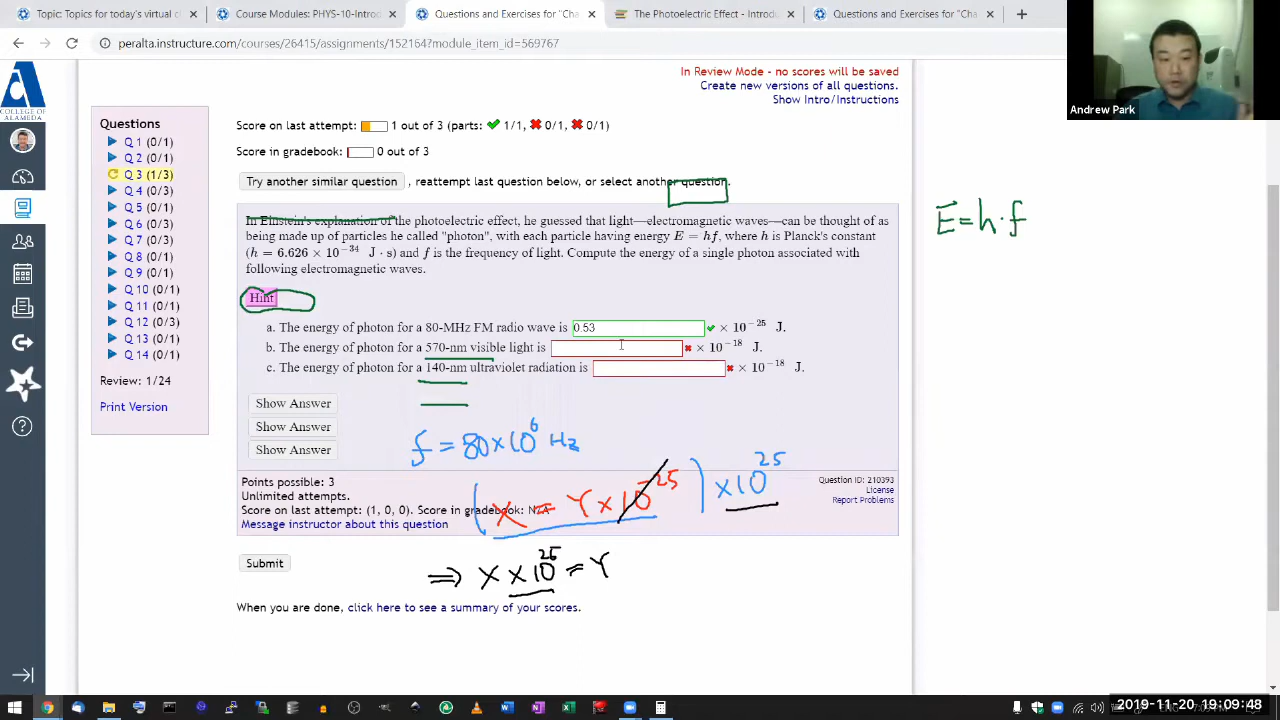 Topic: Topics for today's virtual c
Course Modules: PHYS-10-Introd
Questions and Exercises for "Cha
The Photoelectric Effect - Introdu
Questions and Exercises for "Cha
peralta.instructure.com/courses/26415/assignments/152164?module_item_id=569767
Andrew Park
COLLEGE OF
ALAMEDA
In Review Mode - no scores will be saved
Create new versions of all questions.
Show Intro/Instructions
Questions
Q 1 (0/1)
Q 2 (0/1)
Q 3 (1/3)
Q 4 (0/3)
Q 5 (0/1)
Q 6 (0/3)
Q 7 (0/4)
Q 8 (0/1)
Q 9 (0/1)
Q 10 (0/1)
Q 11 (0/1)
Q 12 (0/3)
Q 13 (0/1)
Q 14 (0/1)
Review: 1/24
Print Version
Score on last attempt: 1 out of 3 (parts: 1/1, 0/1, 0/1)
Score in gradebook: 0 out of 3
Try another similar question , reattempt last question below, or select another question.
In Einstein's explanation of the photoelectric effect, he guessed that light—electromagnetic waves—can be thought of as
being made up of particles he called "photon", with each particle having energy E = hf, where h is Planck's constant
(h = 6.626 × 10⁻³⁴ J · s) and f is the frequency of light. Compute the energy of a single photon associated with
following electromagnetic waves.
Hint
a. The energy of photon for a 80-MHz FM radio wave is 0.53 × 10⁻²⁵ J.
b. The energy of photon for a 570-nm visible light is × 10⁻¹⁸ J.
c. The energy of photon for a 140-nm ultraviolet radiation is × 10⁻¹⁸ J.
Show Answer
Show Answer
Show Answer
f = 80×10⁶ Hz
(X = Y×10⁻²⁵) ×10²⁵
⇒ X ×10²⁵ = Y
E = h·f
Points possible: 3
Unlimited attempts.
Score on last attempt: (1, 0, 0). Score in gradebook: N/A
Message instructor about this question
Question ID: 210393
License
Report Problems
Submit
When you are done, click here to see a summary of your scores.
2019-11-20 19:09:48